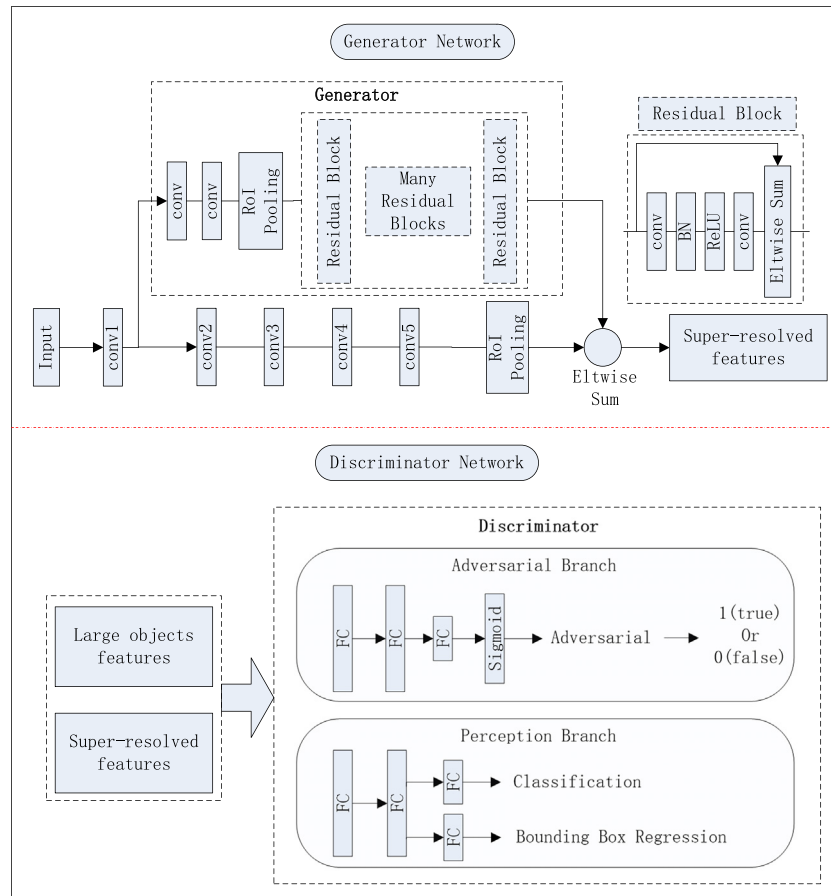 Generator Network
Generator
Residual Block
conv
conv
RoI
Pooling
Residual Block
Many
Residual
Blocks
Residual Block
conv
BN
ReLU
conv
Eltwise Sum
Input
conv1
conv2
conv3
conv4
conv5
RoI
Pooling
Eltwise
Sum
Super-resolved
features
Discriminator Network
Discriminator
Large objects
features
Super-resolved
features
Adversarial Branch
FC
FC
FC
Sigmoid
Adversarial
1(true)
Or
0(false)
Perception Branch
FC
FC
FC
Classification
FC
Bounding Box Regression